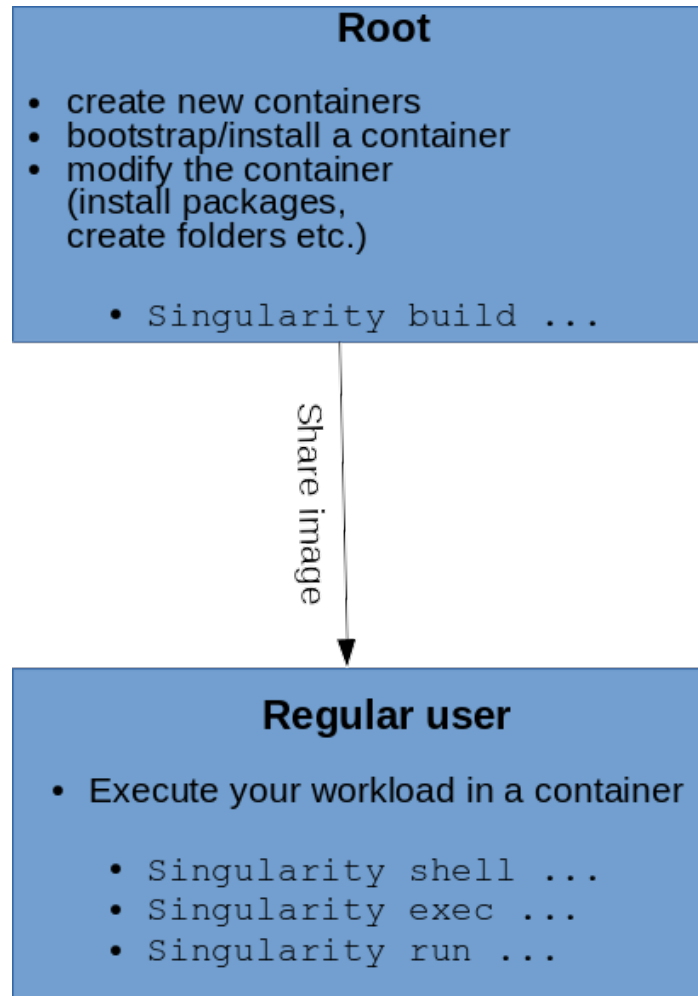 Root
• create new containers
• bootstrap/install a container
• modify the container
(install packages,
create folders etc.)
• Singularity build ...
Share image
Regular user
• Execute your workload in a container
• Singularity shell ...
• Singularity exec ...
• Singularity run ...